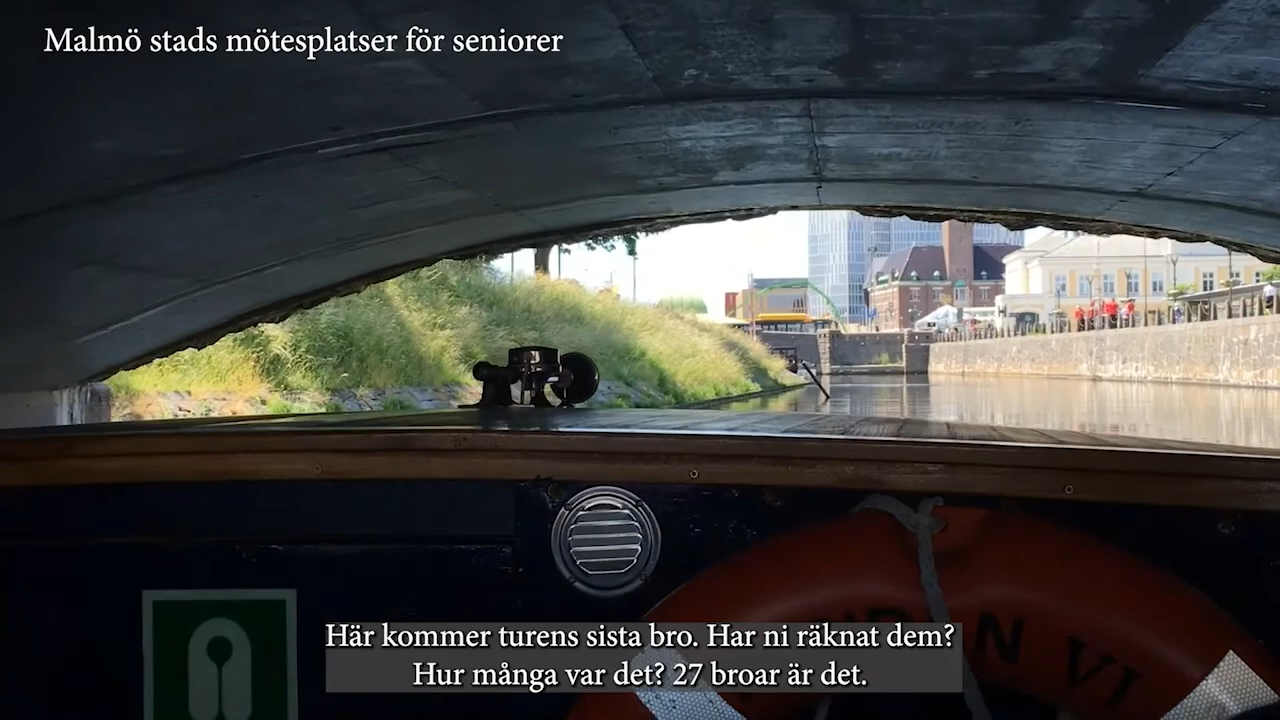 Malmö stads mötesplatser för seniorer
Här kommer turens sista bro. Har ni räknat dem?
Hur många var det? 27 broar är det.
VI